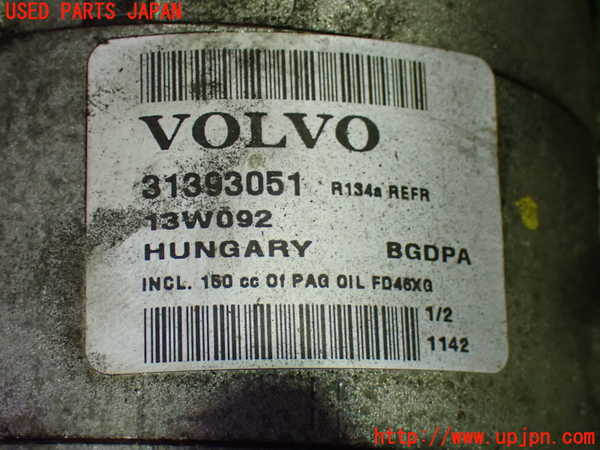 USED PARTS JAPAN
VOLVO
31393051 R134a REFR
13W092
HUNGARY BGDPA
INCL. 150 cc Of PAG OIL FD46XG
1/2
1142
http://www.upjpn.com/